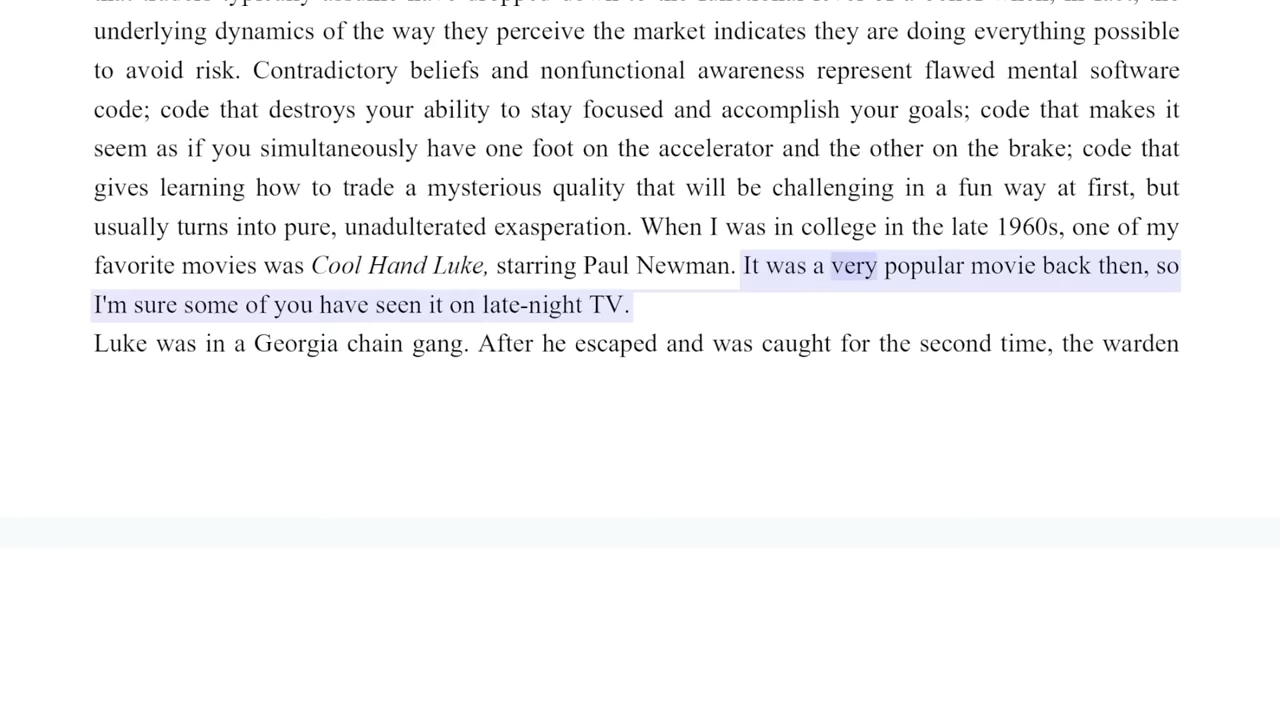 underlying dynamics of the way they perceive the market indicates they are doing everything possible
to avoid risk. Contradictory beliefs and nonfunctional awareness represent flawed mental software
code; code that destroys your ability to stay focused and accomplish your goals; code that makes it
seem as if you simultaneously have one foot on the accelerator and the other on the brake; code that
gives learning how to trade a mysterious quality that will be challenging in a fun way at first, but
usually turns into pure, unadulterated exasperation. When I was in college in the late 1960s, one of my
favorite movies was Cool Hand Luke, starring Paul Newman. It was a very popular movie back then, so
I'm sure some of you have seen it on late-night TV.
Luke was in a Georgia chain gang. After he escaped and was caught for the second time, the warden